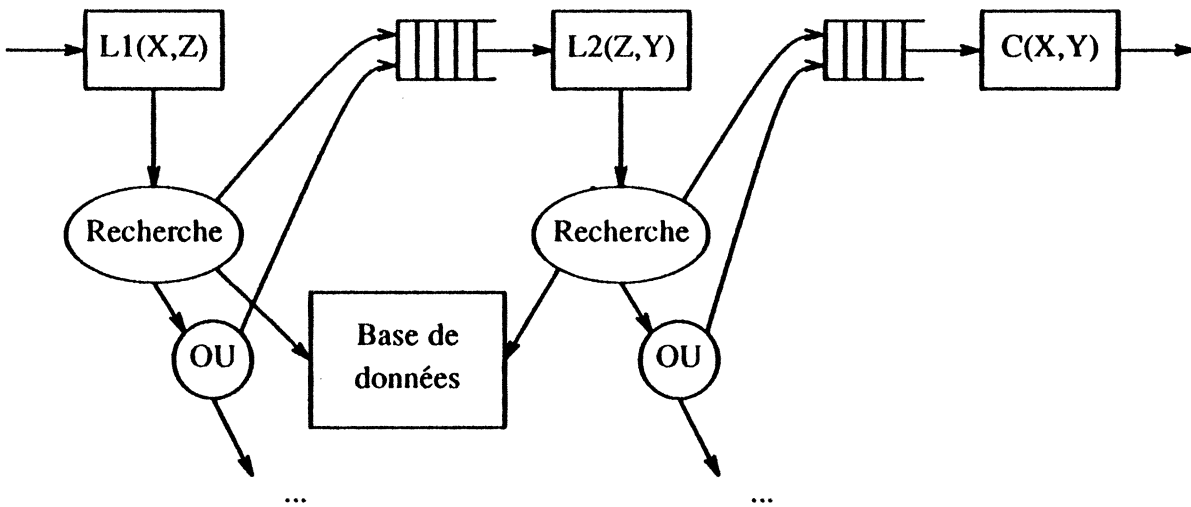 L1(X,Z)
L2(Z,Y)
C(X,Y)
Recherche
Recherche
Base de
données
OU
OU
...
...